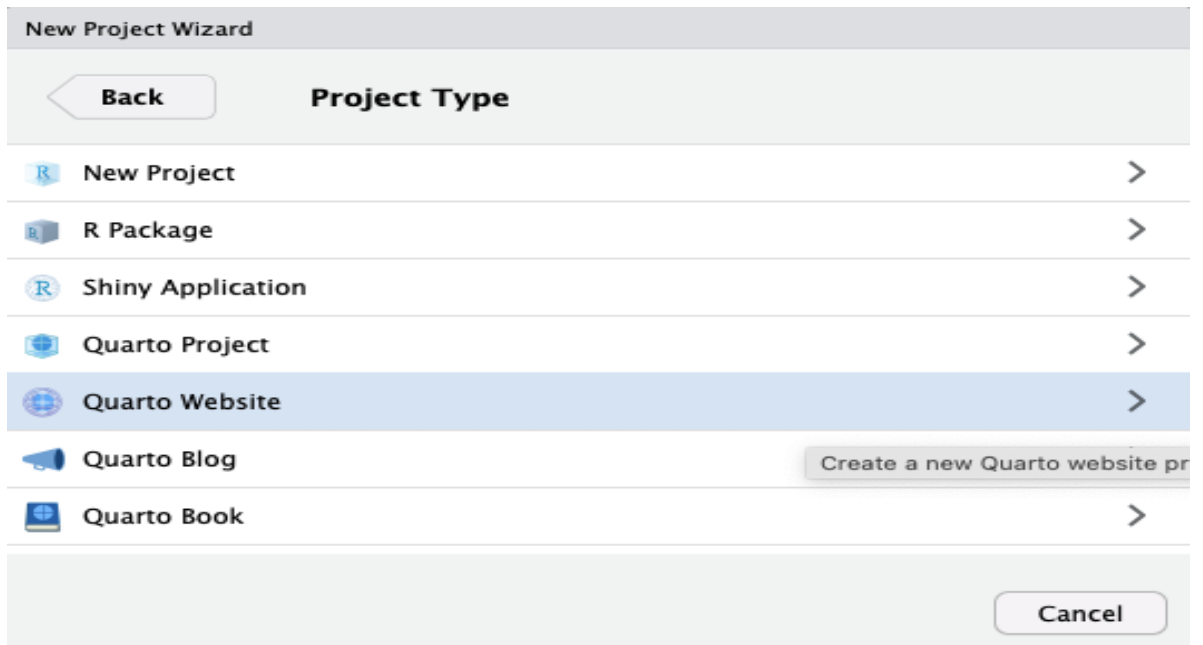 New Project Wizard
Back
Project Type
R New Project
R R Package
R Shiny Application
Quarto Project
Quarto Website
Quarto Blog
Create a new Quarto website pr
Quarto Book
Cancel